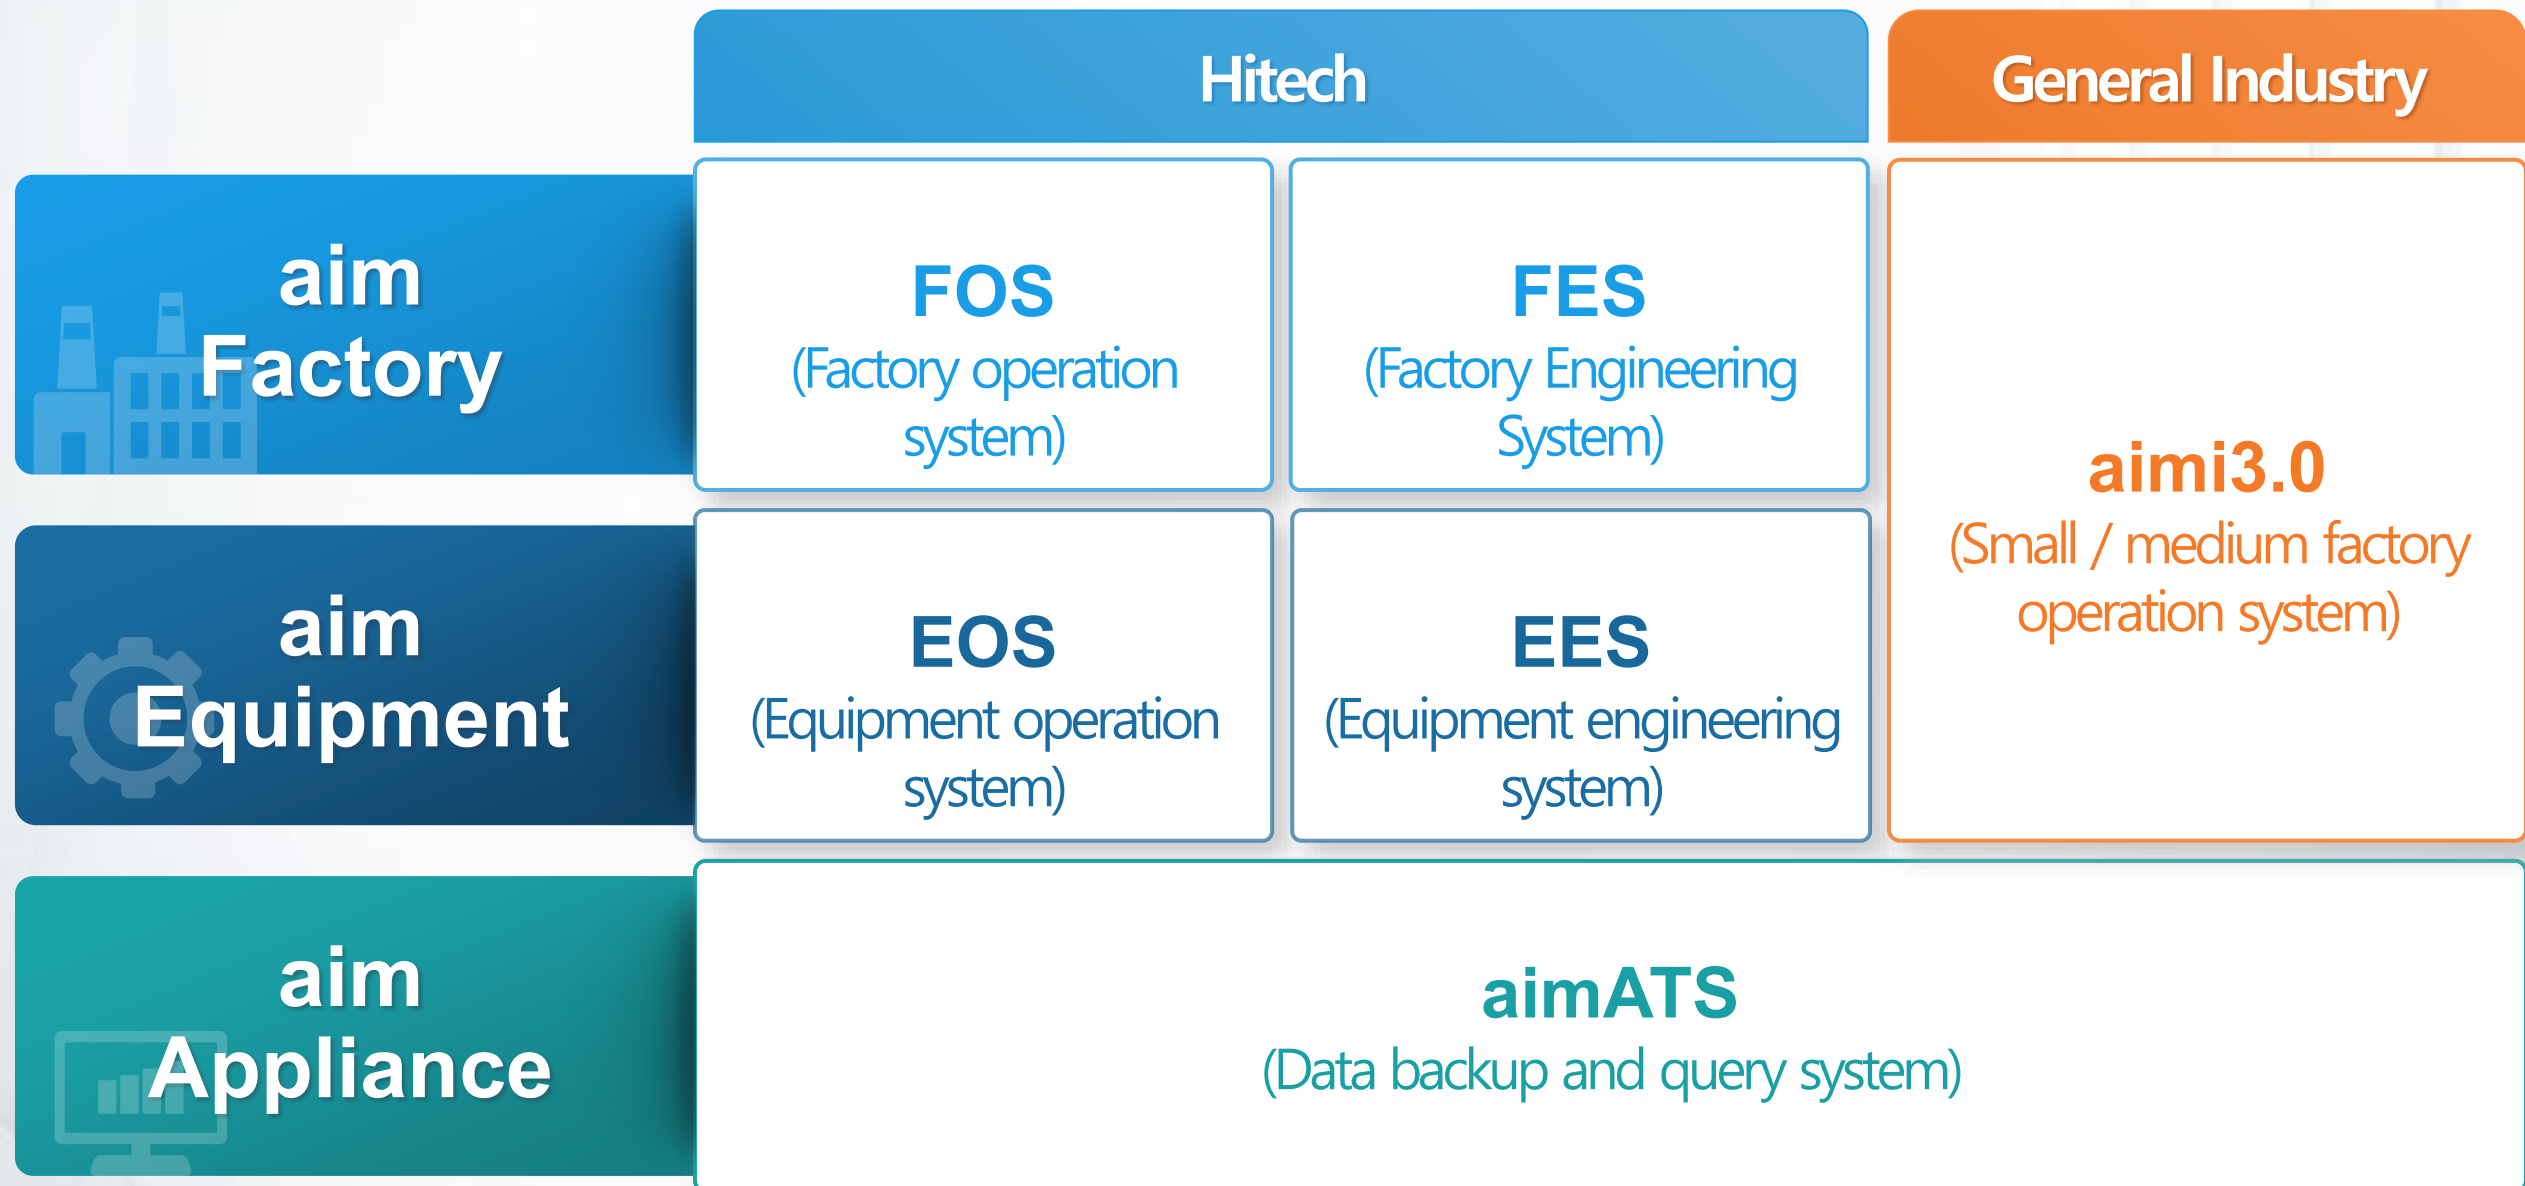 Hitech
General Industry
aim
Factory
FOS
(Factory operation
system)
FES
(Factory Engineering
System)
aimi3.0
(Small / medium factory
operation system)
aim
Equipment
EOS
(Equipment operation
system)
EES
(Equipment engineering
system)
aim
Appliance
aimATS
(Data backup and query system)